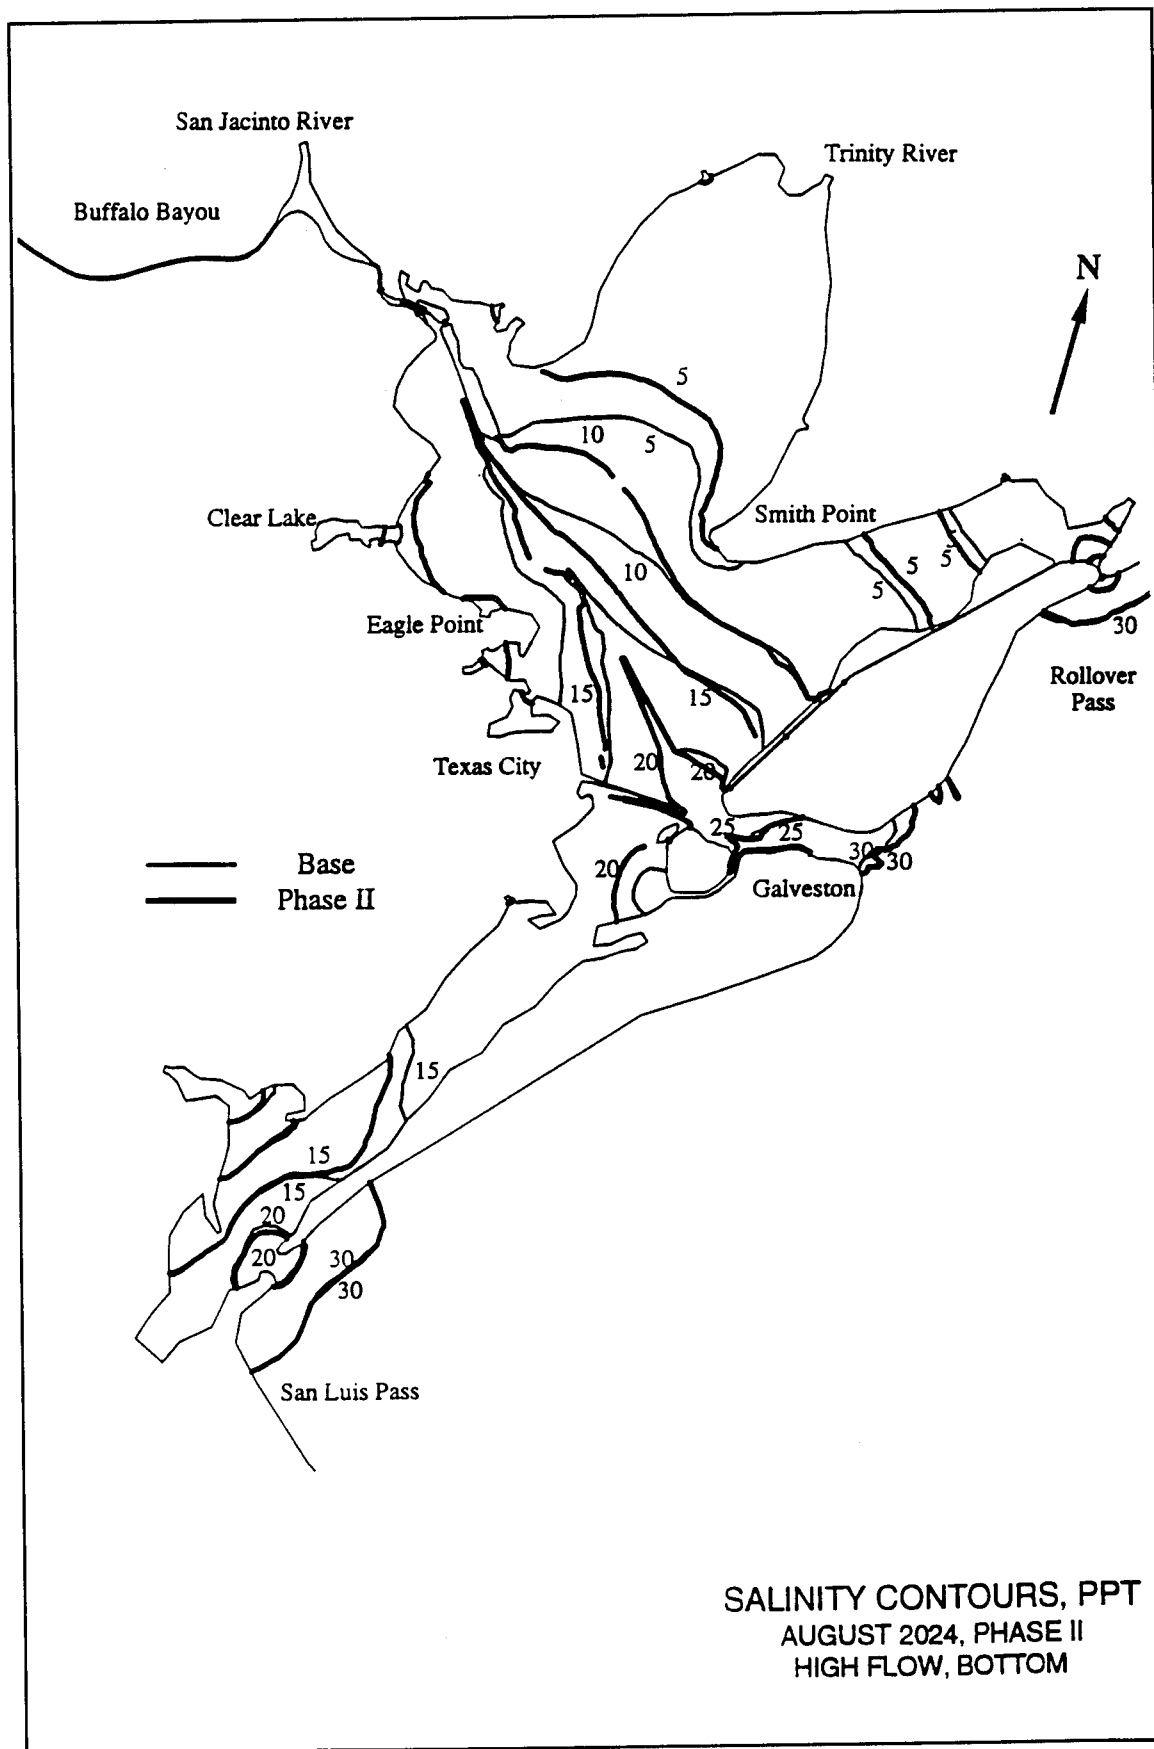 San Jacinto River
Trinity River
Buffalo Bayou
N
5
10
5
Smith Point
Clear Lake
10
5
5
5
Eagle Point
30
Rollover
Pass
15
15
Texas City
20
20
25
25
30
30
Base
20
Galveston
Phase II
15
15
15
20
20
30
30
San Luis Pass
SALINITY CONTOURS, PPT
AUGUST 2024, PHASE II
HIGH FLOW, BOTTOM